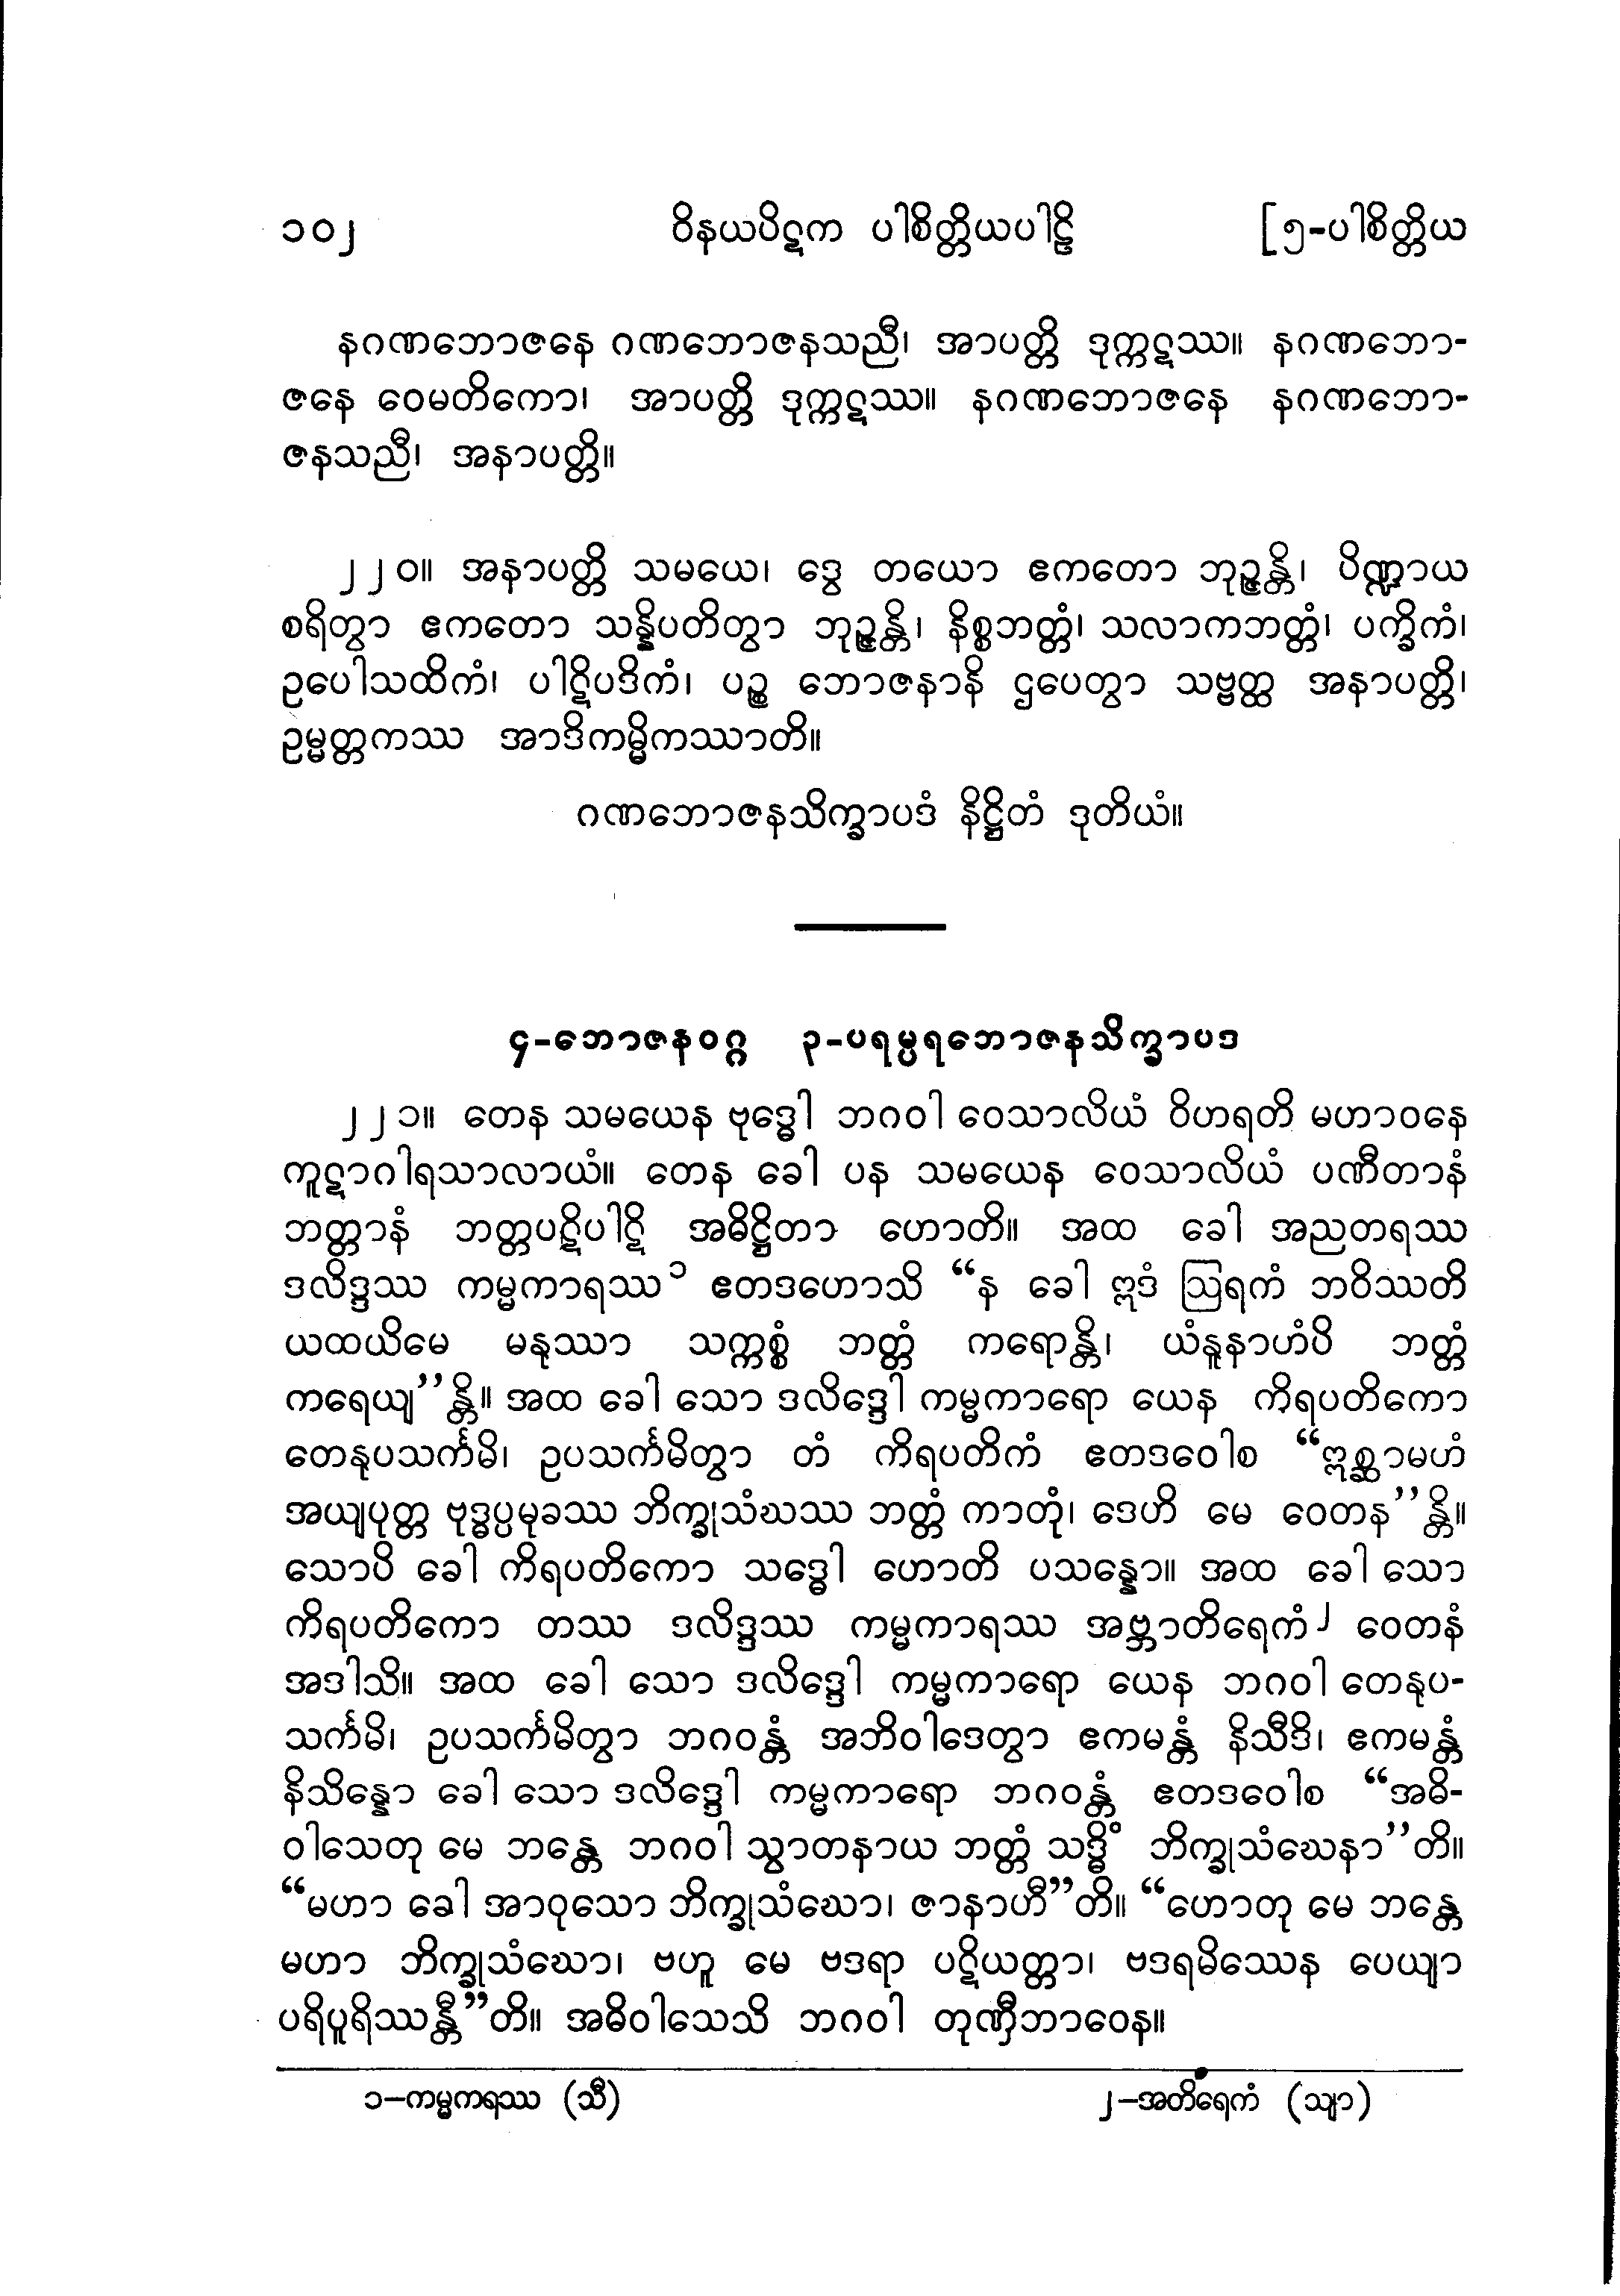 ၁၀၂ ဝိနယပိဋက ပါစိတ္တိယပါဠိ [၅-ပါစိတ္တိယ
နဂဏဘောဇနေ ဂဏဘောဇနသညီ၊ အာပတ္တိ ဒုက္ကဋဿ။ နဂဏဘော-
ဇနေ ဝေမတိကော၊ အာပတ္တိ ဒုက္ကဋဿ။ နဂဏဘောဇနေ နဂဏဘော-
ဇနသညီ၊ အနာပတ္တိ။
၂၂၀။ အနာပတ္တိ သမယေ၊ ဒွေ တယော ဧကတော ဘုဉ္ဇန္တိ၊ ပိဏ္ဍာယ
စရိတွာ ဧကတော သန္နိပတိတွာ ဘုဉ္ဇန္တိ၊ နိစ္စဘတ္တံ၊ သလာကဘတ္တံ၊ ပက္ခိကံ၊
ဥပေါသထိကံ၊ ပါဋိပဒိကံ၊ ပဉ္စ ဘောဇနာနိ ဌပေတွာ သဗ္ဗတ္ထ အနာပတ္တိ၊
ဥမ္မတ္တကဿ အာဒိကမ္မိကဿာတိ။
ဂဏဘောဇနသိက္ခာပဒံ နိဋ္ဌိတံ ဒုတိယံ။
၄-ဘောဇနဝဂ္ဂ ၃-ပရမ္ပရဘောဇနသိက္ခာပဒ
၂၂၁။ တေန သမယေန ဗုဒ္ဓေါ ဘဂဝါ ဝေသာလိယံ ဝိဟရတိ မဟာဝနေ
ကူဋာဂါရသာလာယံ။ တေန ခေါ ပန သမယေန ဝေသာလိယံ ပဏီတာနံ
ဘတ္တာနံ ဘတ္တပဋိပါဋိ အဓိဋ္ဌိတာ ဟောတိ။ အထ ခေါ အညတရဿ
ဒလိဒ္ဒဿ ကမ္မကာရဿ¹ ဧတဒဟောသိ “န ခေါ ဣဒံ ဩရကံ ဘဝိဿတိ
ယထယိမေ မနုဿာ သက္ကစ္စံ ဘတ္တံ ကရောန္တိ၊ ယံနူနာဟံပိ ဘတ္တံ
ကရေယျ’’န္တိ။ အထ ခေါ သော ဒလိဒ္ဒေါ ကမ္မကာရော ယေန ကိရပတိကော
တေနုပသင်္ကမိ၊ ဥပသင်္ကမိတွာ တံ ကိရပတိကံ ဧတဒဝေါစ “ဣစ္ဆာမဟံ
အယျပုတ္တ ဗုဒ္ဓပ္ပမုခဿ ဘိက္ခုသံဃဿ ဘတ္တံ ကာတုံ၊ ဒေဟိ မေ ဝေတန’’န္တိ။
သောပိ ခေါ ကိရပတိကော သဒ္ဓေါ ဟောတိ ပသန္နော။ အထ ခေါ သော
ကိရပတိကော တဿ ဒလိဒ္ဒဿ ကမ္မကာရဿ အဗ္ဘာတိရေကံ² ဝေတနံ
အဒါသိ။ အထ ခေါ သော ဒလိဒ္ဒေါ ကမ္မကာရော ယေန ဘဂဝါ တေနုပ-
သင်္ကမိ၊ ဥပသင်္ကမိတွာ ဘဂဝန္တံ အဘိဝါဒေတွာ ဧကမန္တံ နိသီဒိ၊ ဧကမန္တံ
နိသိန္နော ခေါ သော ဒလိဒ္ဒေါ ကမ္မကာရော ဘဂဝန္တံ ဧတဒဝေါစ “အဓိ-
ဝါသေတု မေ ဘန္တေ ဘဂဝါ သွာတနာယ ဘတ္တံ သဒ္ဓိံ ဘိက္ခုသံဃေနာ’’တိ။
“မဟာ ခေါ အာဝုသော ဘိက္ခုသံဃော၊ ဇာနာဟီ”တိ။ “ဟောတု မေ ဘန္တေ
မဟာ ဘိက္ခုသံဃော၊ ဗဟူ မေ ဗဒရာ ပဋိယတ္တာ၊ ဗဒရမိဿေန ပေယျာ
ပရိပူရိဿန္တီ”တိ။ အဓိဝါသေသိ ဘဂဝါ တုဏှီဘာဝေန။
၁–ကမ္မကရဿ (သီ) ၂–အတိရေကံ (သျာ)